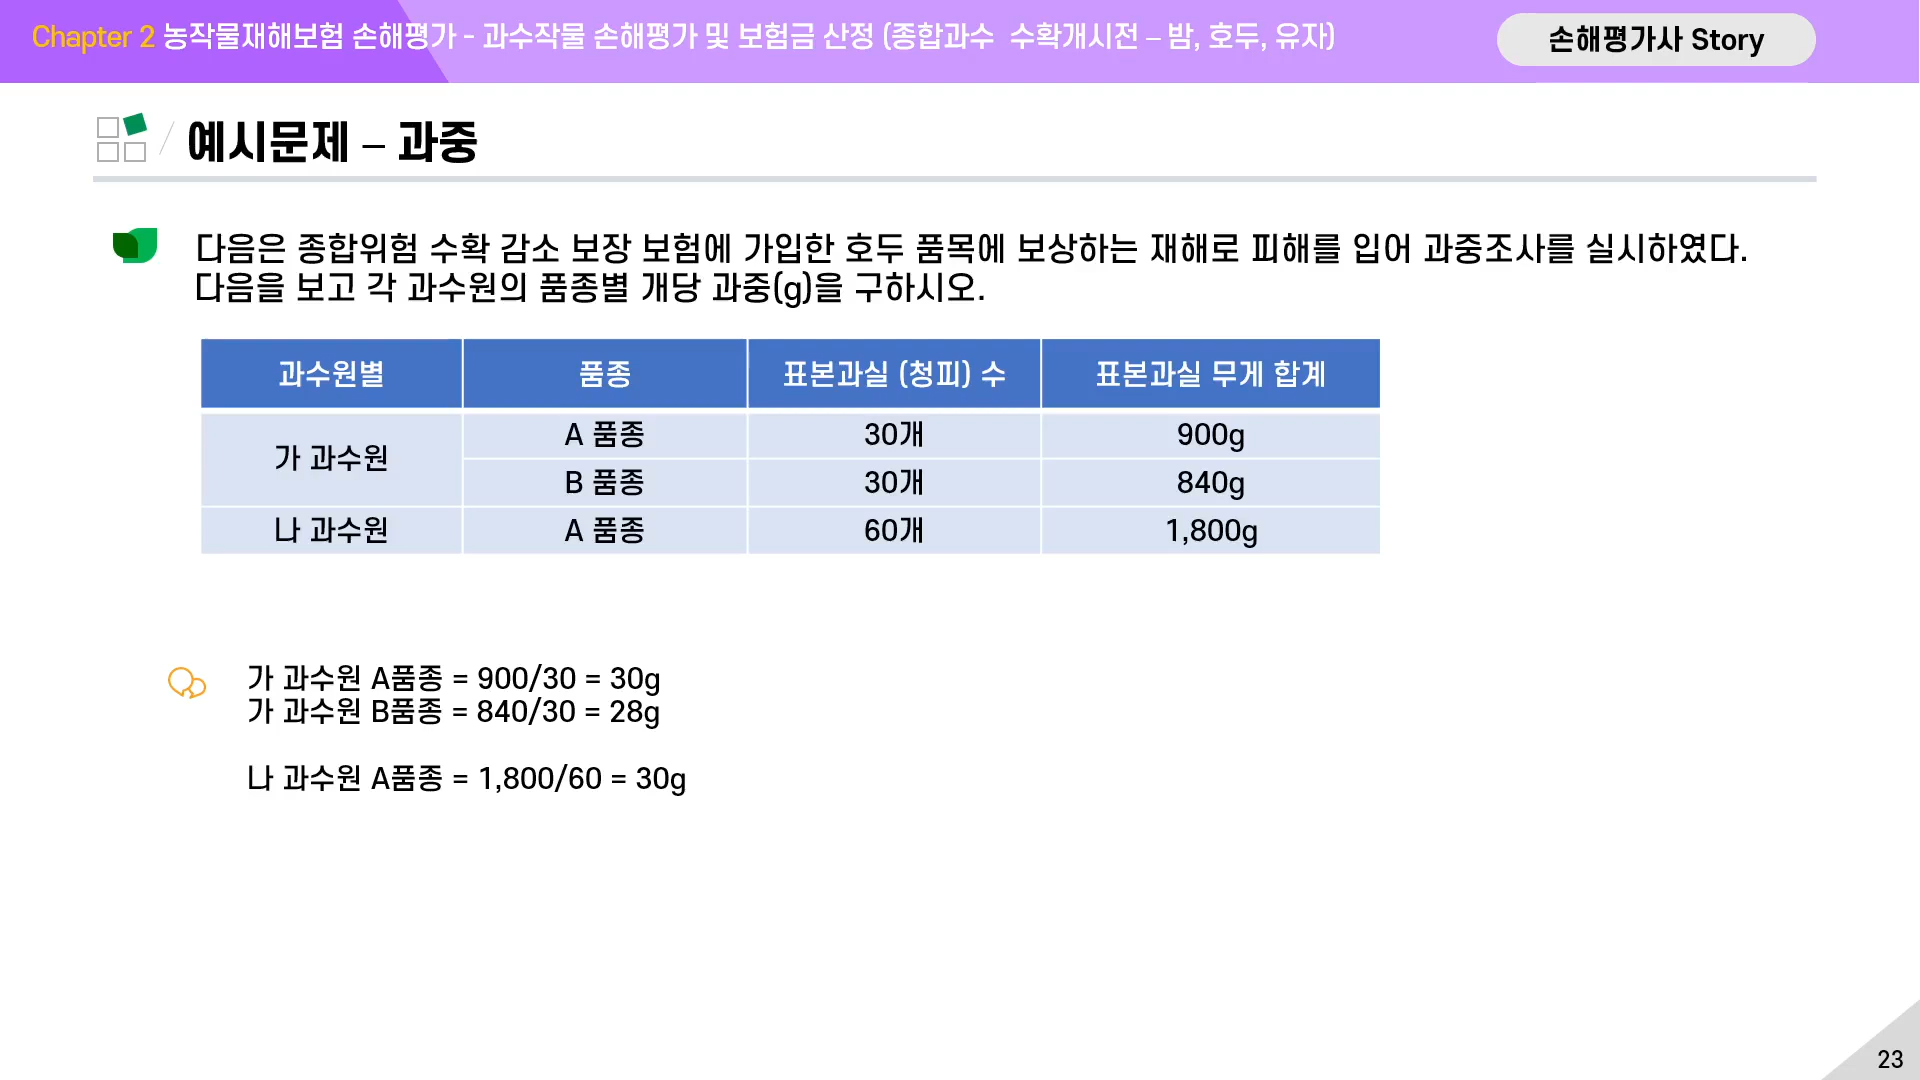 Chapter 2 농작물재해보험 손해평가 - 과수작물 손해평가 및 보험금 산정 (종합과수  수확개시전 – 밤, 호두, 유자)
손해평가사 Story
예시문제 – 과중
다음은 종합위험 수확 감소 보장 보험에 가입한 호두 품목에 보상하는 재해로 피해를 입어 과중조사를 실시하였다.
다음을 보고 각 과수원의 품종별 개당 과중(g)을 구하시오.
과수원별 품종 표본과실 (청피) 수 표본과실 무게 합계
가 과수원 A 품종 30개 900g
B 품종 30개 840g
나 과수원 A 품종 60개 1,800g
가 과수원 A품종 = 900/30 = 30g
가 과수원 B품종 = 840/30 = 28g
나 과수원 A품종 = 1,800/60 = 30g
23